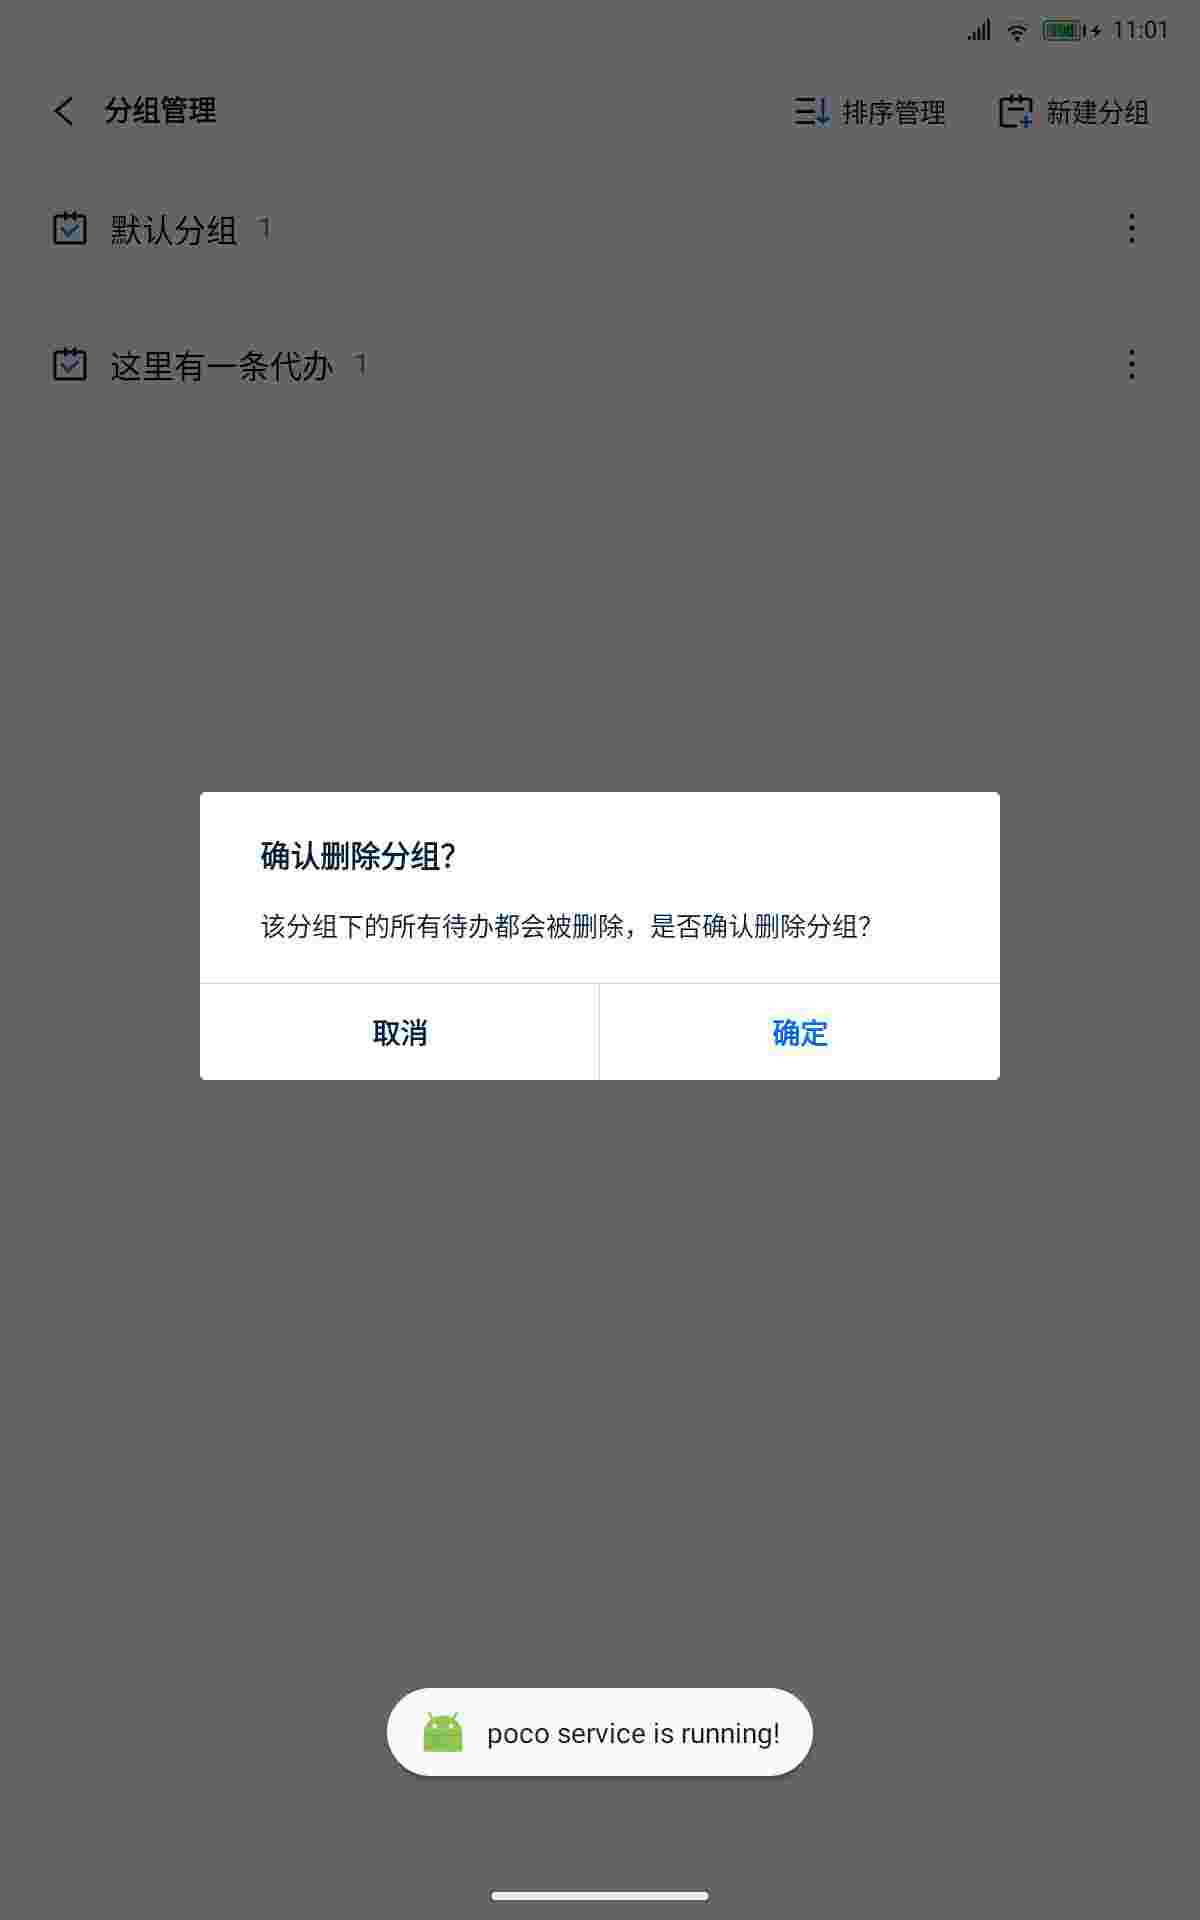 11:01
分组管理
排序管理
新建分组
默认分组 1
这里有一条代办 1
确认删除分组?
该分组下的所有待办都会被删除，是否确认删除分组?
取消
确定
poco service is running!